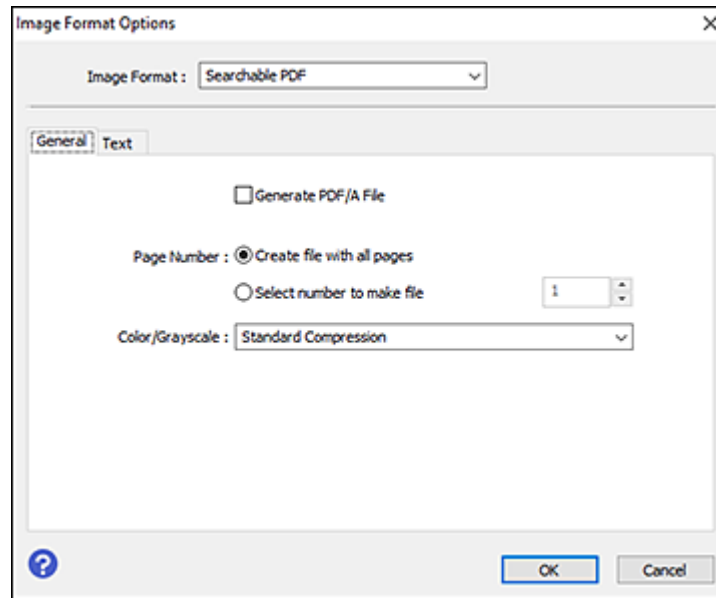 Image Format Options
Image Format : Searchable PDF
General Text
Generate PDF/A File
Page Number : Create file with all pages
Select number to make file 1
Color/Grayscale : Standard Compression
? OK Cancel